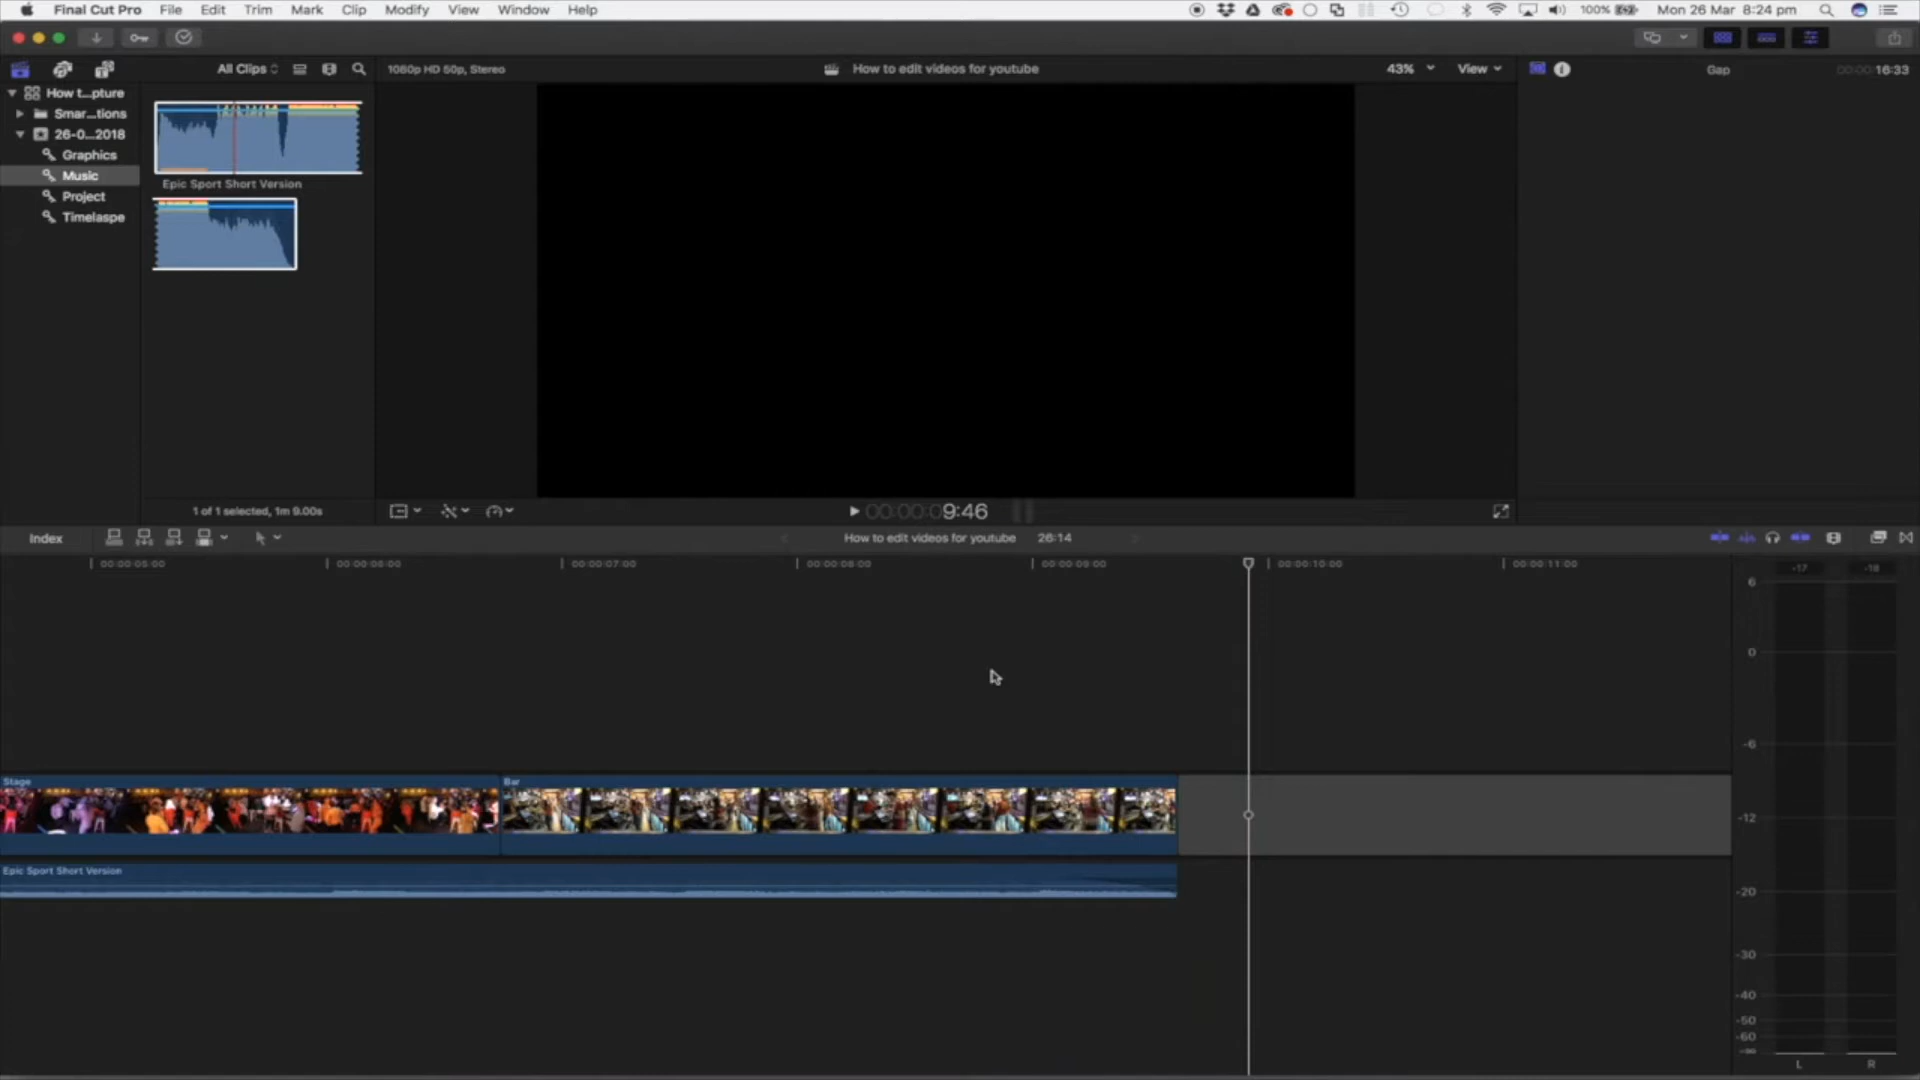 Final Cut Pro File Edit Trim Mark Clip Modify View Window Help 100% Mon 26 Mar 8:24 pm
All Clips 1080p HD 50p, Stereo How to edit videos for youtube 43% View Gap 00:00:16:33
How t...pture
Smar...tions
26-0...2018
Graphics
Music
Project
Timelaspe
Epic Sport Short Version
1 of 1 selected, 1m 9.00s 00:00:09:46
Index How to edit videos for youtube 26:14
00:00:05:00 00:00:06:00 00:00:07:00 00:00:08:00 00:00:09:00 00:00:10:00 00:00:11:00
-17 -18
6
0
-6
-12
-20
-30
-40
-50
-60
-∞
L R
Stage Bar
Epic Sport Short Version